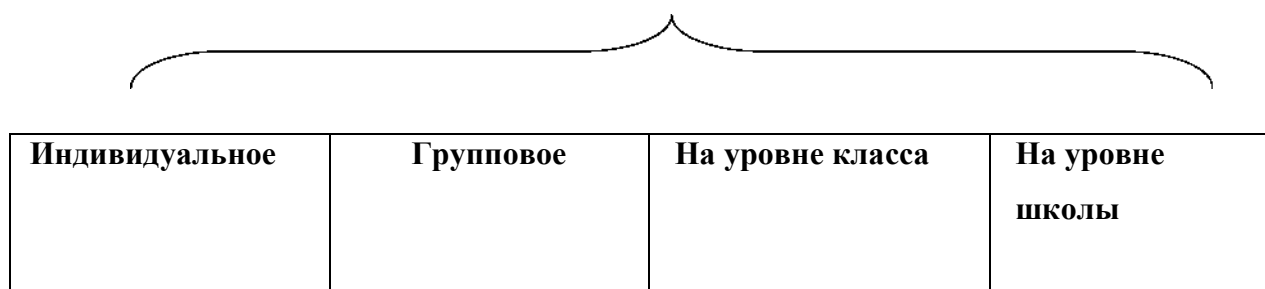 Индивидуальное
Групповое
На уровне класса
На уровне
школы